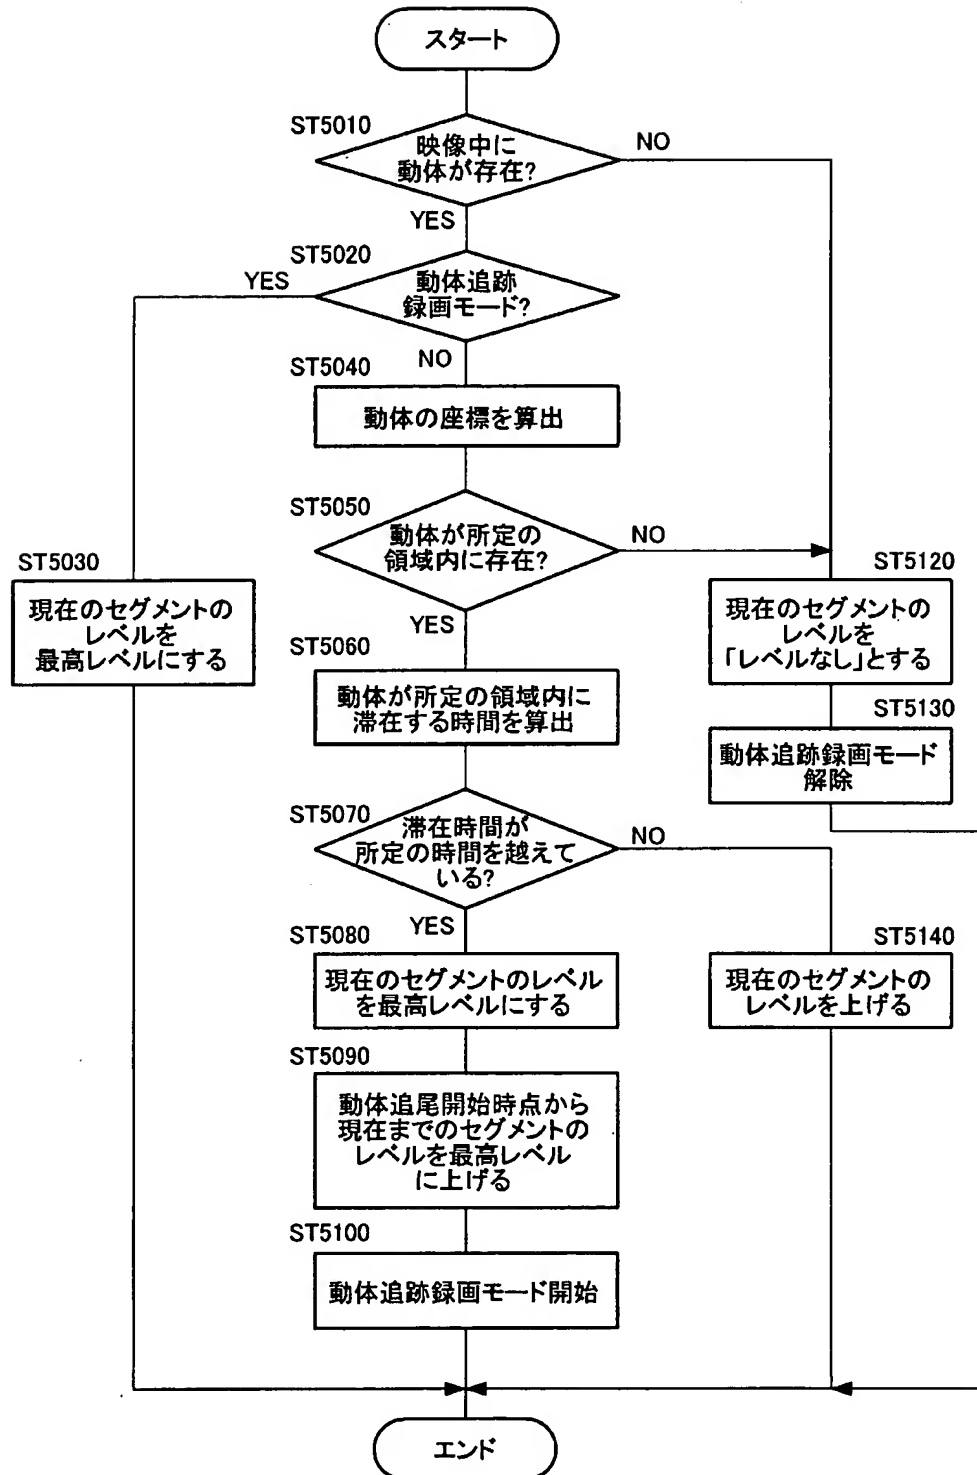 スタート
ST5010
映像中に
動体が存在?
NO
YES
ST5020
動体追跡
録画モード?
YES
NO
ST5040
動体の座標を算出
ST5050
動体が所定の
領域内に存在?
NO
YES
ST5030
現在のセグメントの
レベルを
最高レベルにする
ST5120
現在のセグメントの
レベルを
「レベルなし」とする
ST5060
動体が所定の領域内に
滞在する時間を算出
ST5130
動体追跡録画モード
解除
ST5070
滞在時間が
所定の時間を越えて
いる?
NO
YES
ST5080
現在のセグメントのレベル
を最高レベルにする
ST5140
現在のセグメントの
レベルを上げる
ST5090
動体追尾開始時点から
現在までのセグメントの
レベルを最高レベル
に上げる
ST5100
動体追跡録画モード開始
エンド